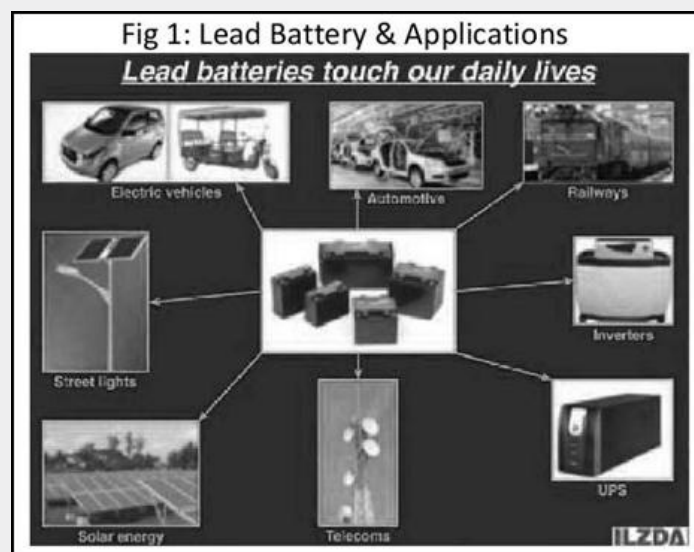 Fig 1: Lead Battery & Applications
Lead batteries touch our daily lives
Electric vehicles
Automotive
Railways
Street lights
Inverters
Solar energy
Telecoms
UPS
ILZDA